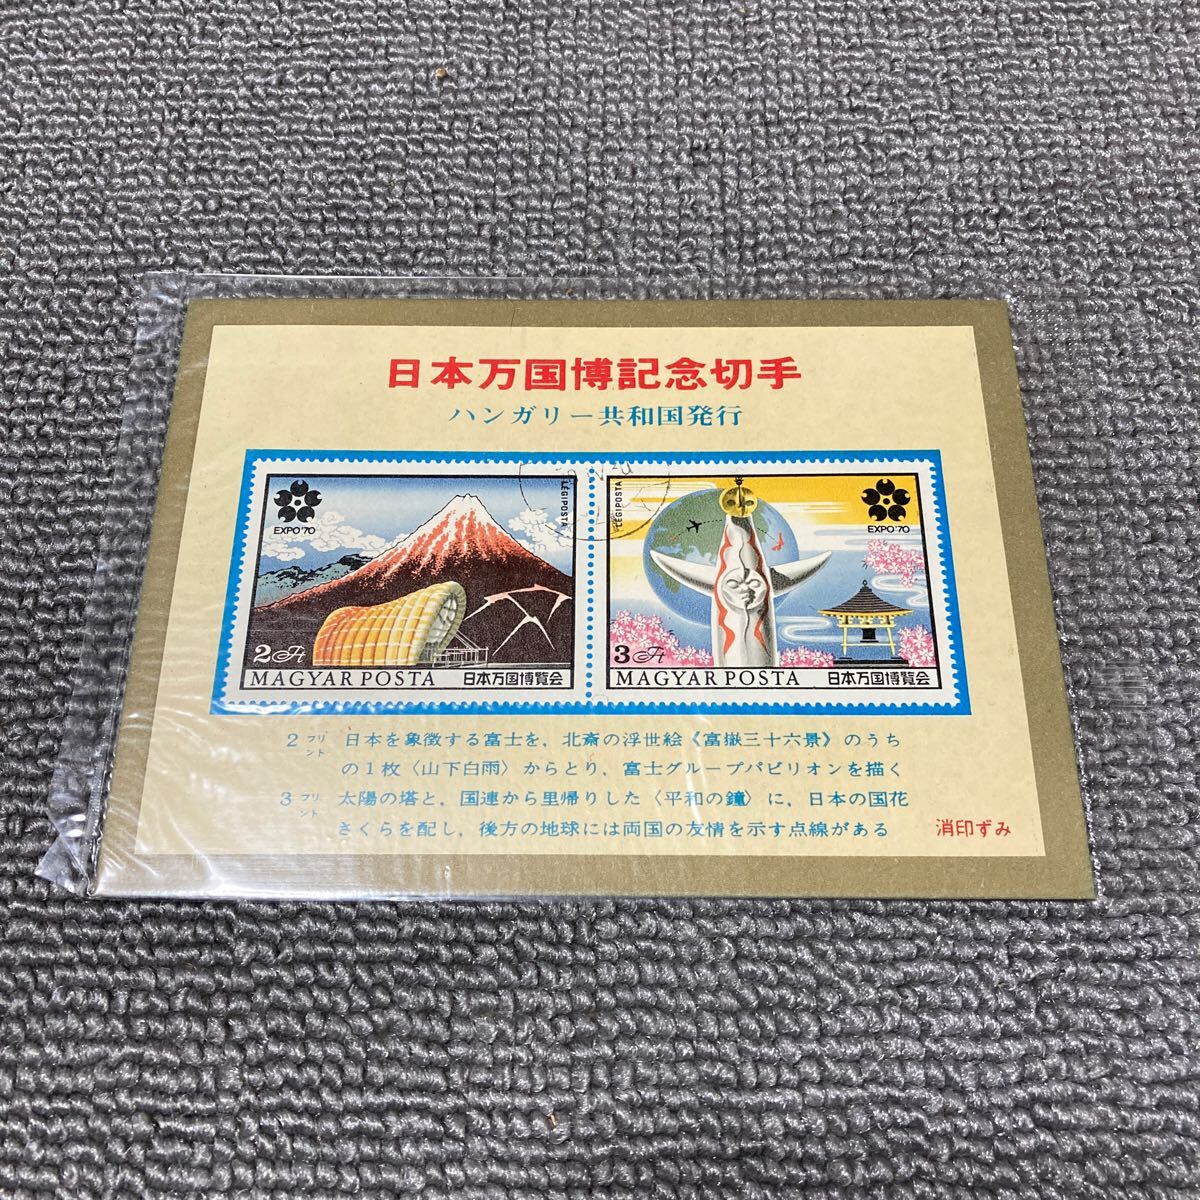 日本万国博記念切手
ハンガリー共和国発行
EXPO'70
LÉGIPOSTA
2 Ft
MAGYAR POSTA 日本万国博覧会
LÉGIPOSTA
EXPO'70
3 Ft
MAGYAR POSTA 日本万国博覧会
2フリント 日本を象徴する富士を，北斎の浮世絵《富嶽三十六景》のうち
の1枚〈山下白雨〉からとり，富士グループパビリオンを描く
3フリント 太陽の塔と，国連から里帰りした〈平和の鐘〉に，日本の国花
さくらを配し，後方の地球には両国の友情を示す点線がある
消印ずみ